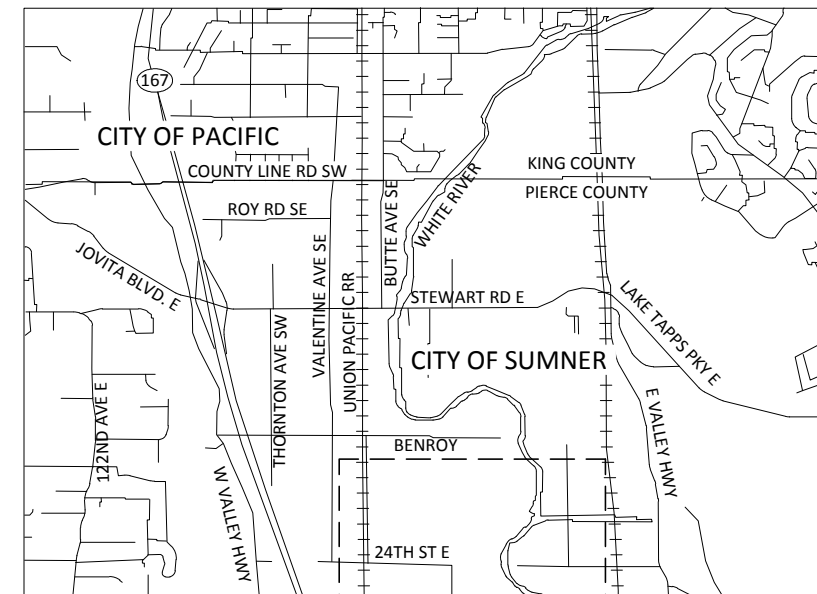 167
CITY OF PACIFIC
COUNTY LINE RD SW
KING COUNTY
PIERCE COUNTY
ROY RD SE
BUTTE AVE SE
WHITE RIVER
JOVITA BLVD. E
VALENTINE AVE SE
UNION PACIFIC RR
STEWART RD E
LAKE TAPPS PKY E
THORNTON AVE SW
CITY OF SUMNER
122ND AVE E
W VALLEY HWY
BENROY
E VALLEY HWY
24TH ST E